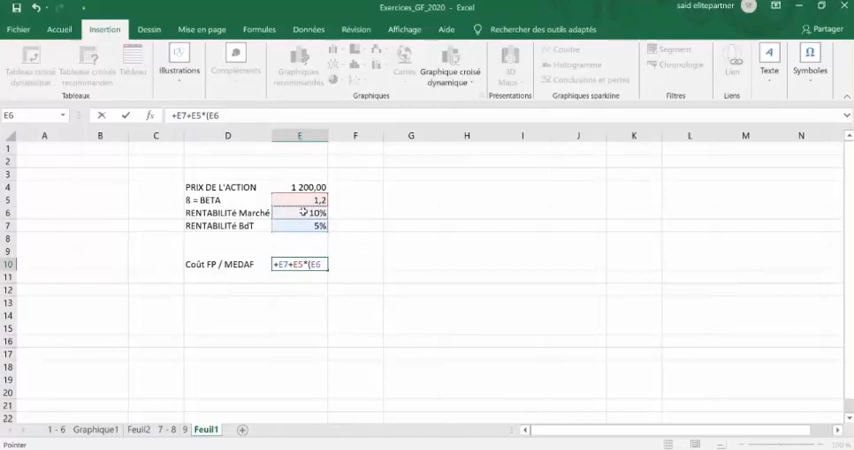 Exercices_GF_2020 - Excel
said elitepartner
Fichier Accueil Insertion Dessin Mise en page Formules Données Révision Affichage Aide Recherchez des outils adaptés Partager
Tableau croisé dynamique Tableaux croisés recommandés Tableau Illustrations Compléments Graphiques recommandés Cartes Graphique croisé dynamique 3D Maps Courbe Histogramme Conclusions et pertes Segment Chronologie Lien Texte Symboles
Tableaux Graphiques Présentations Graphiques sparkline Filtres
E6 fx +E7+E5*(E6
A B C D E F G H I J K L M N
1
2
3
4 PRIX DE L'ACTION 1 200,00
5 ß = BETA 1,2
6 RENTABILITé Marché 10%
7 RENTABILITé BdT 5%
8
9
10 Coût FP / MEDAF +E7+E5*(E6
11
12
13
14
15
16
17
18
19
20
21
22
1 - 6 Graphique1 Feuil2 7 - 8 9 Feuil1
Pointer